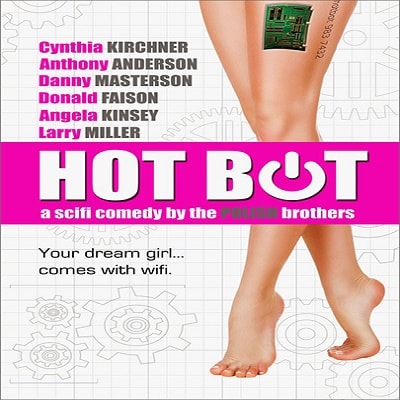 Cynthia KIRCHNER
Anthony ANDERSON
Danny MASTERSON
Donald FAISON
Angela KINSEY
Larry MILLER
HOT BOT
a scifi comedy by the POLISH brothers
Your dream girl...
comes with wifi.